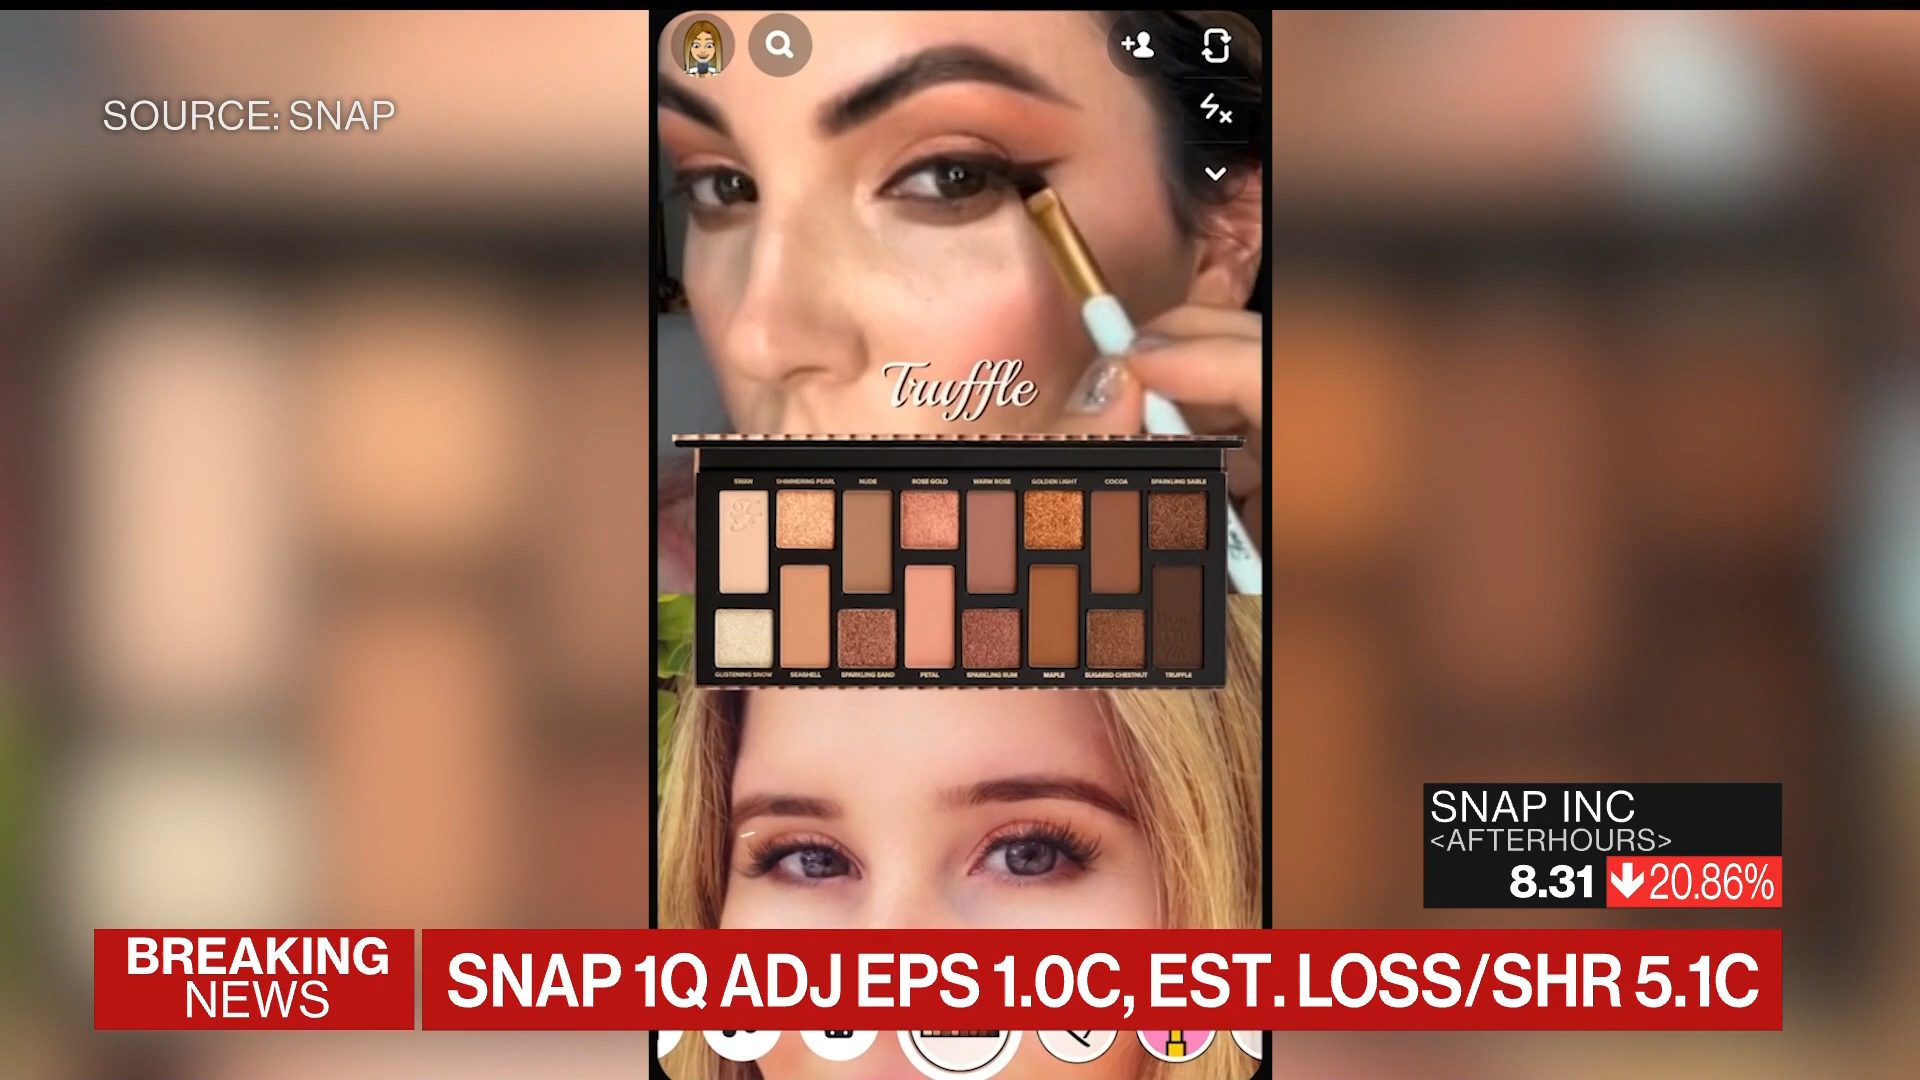 SOURCE: SNAP
Truffle
SWAN SHIMMERING PEARL NUDE ROSE GOLD WARM ROSE GOLDEN LIGHT COCOA SPARKLING SABLE
GLISTENING SNOW SEASHELL SPARKLING SAND PETAL SPARKLING RUM MAPLE SUGARED CHESTNUT TRUFFLE
SNAP INC
<AFTERHOURS>
8.31 20.86%
BREAKING
NEWS
SNAP 1Q ADJ EPS 1.0C, EST. LOSS/SHR 5.1C